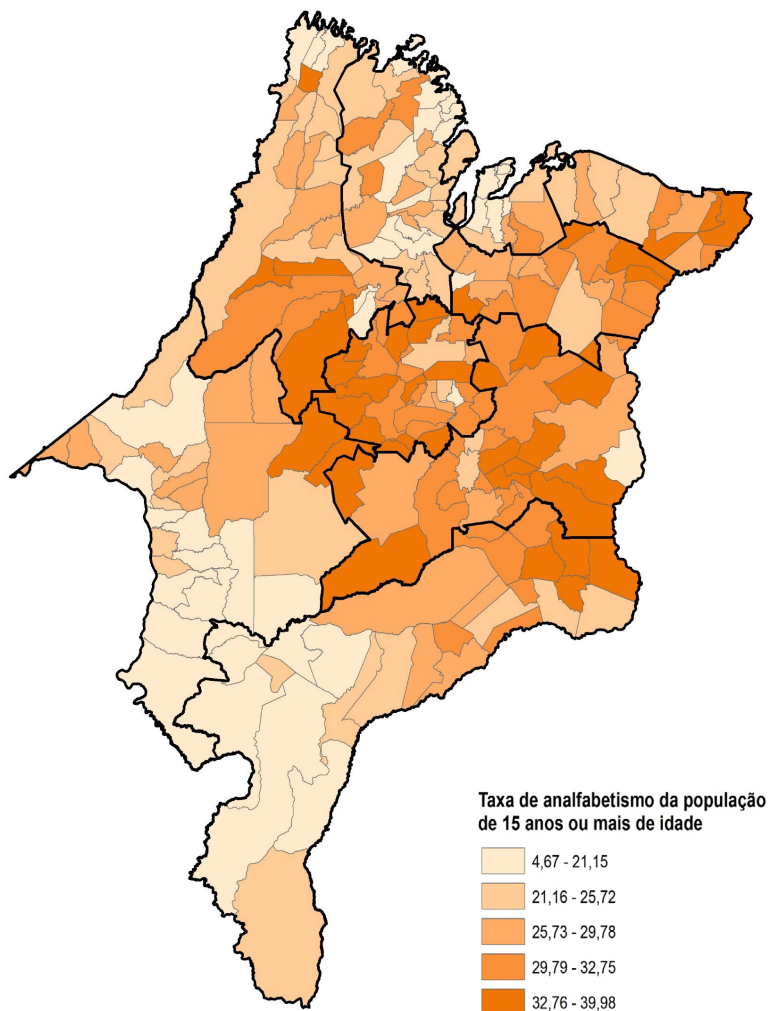 Taxa de analfabetismo da população
de 15 anos ou mais de idade
4,67 - 21,15
21,16 - 25,72
25,73 - 29,78
29,79 - 32,75
32,76 - 39,98